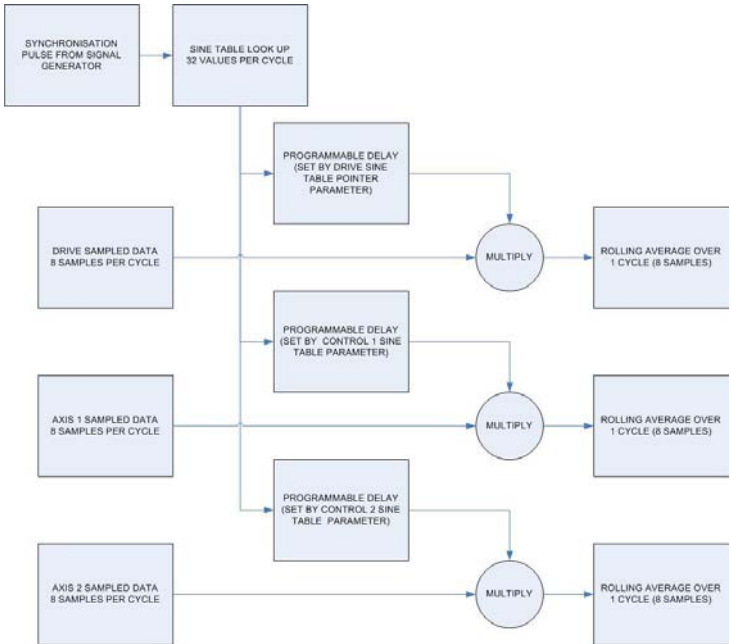 SYNCHRONISATION
PULSE FROM SIGNAL
GENERATOR
SINE TABLE LOOK UP
32 VALUES PER CYCLE
PROGRAMMABLE DELAY
(SET BY DRIVE SINE
TABLE POINTER
PARAMETER)
DRIVE SAMPLED DATA
8 SAMPLES PER CYCLE
MULTIPLY
ROLLING AVERAGE OVER
1 CYCLE (8 SAMPLES)
PROGRAMMABLE DELAY
(SET BY CONTROL 1 SINE
TABLE PARAMETER)
AXIS 1 SAMPLED DATA
8 SAMPLES PER CYCLE
MULTIPLY
ROLLING AVERAGE OVER
1 CYCLE (8 SAMPLES)
PROGRAMMABLE DELAY
(SET BY CONTROL 2 SINE
TABLE PARAMETER)
AXIS 2 SAMPLED DATA
8 SAMPLES PER CYCLE
MULTIPLY
ROLLING AVERAGE OVER
1 CYCLE (8 SAMPLES)